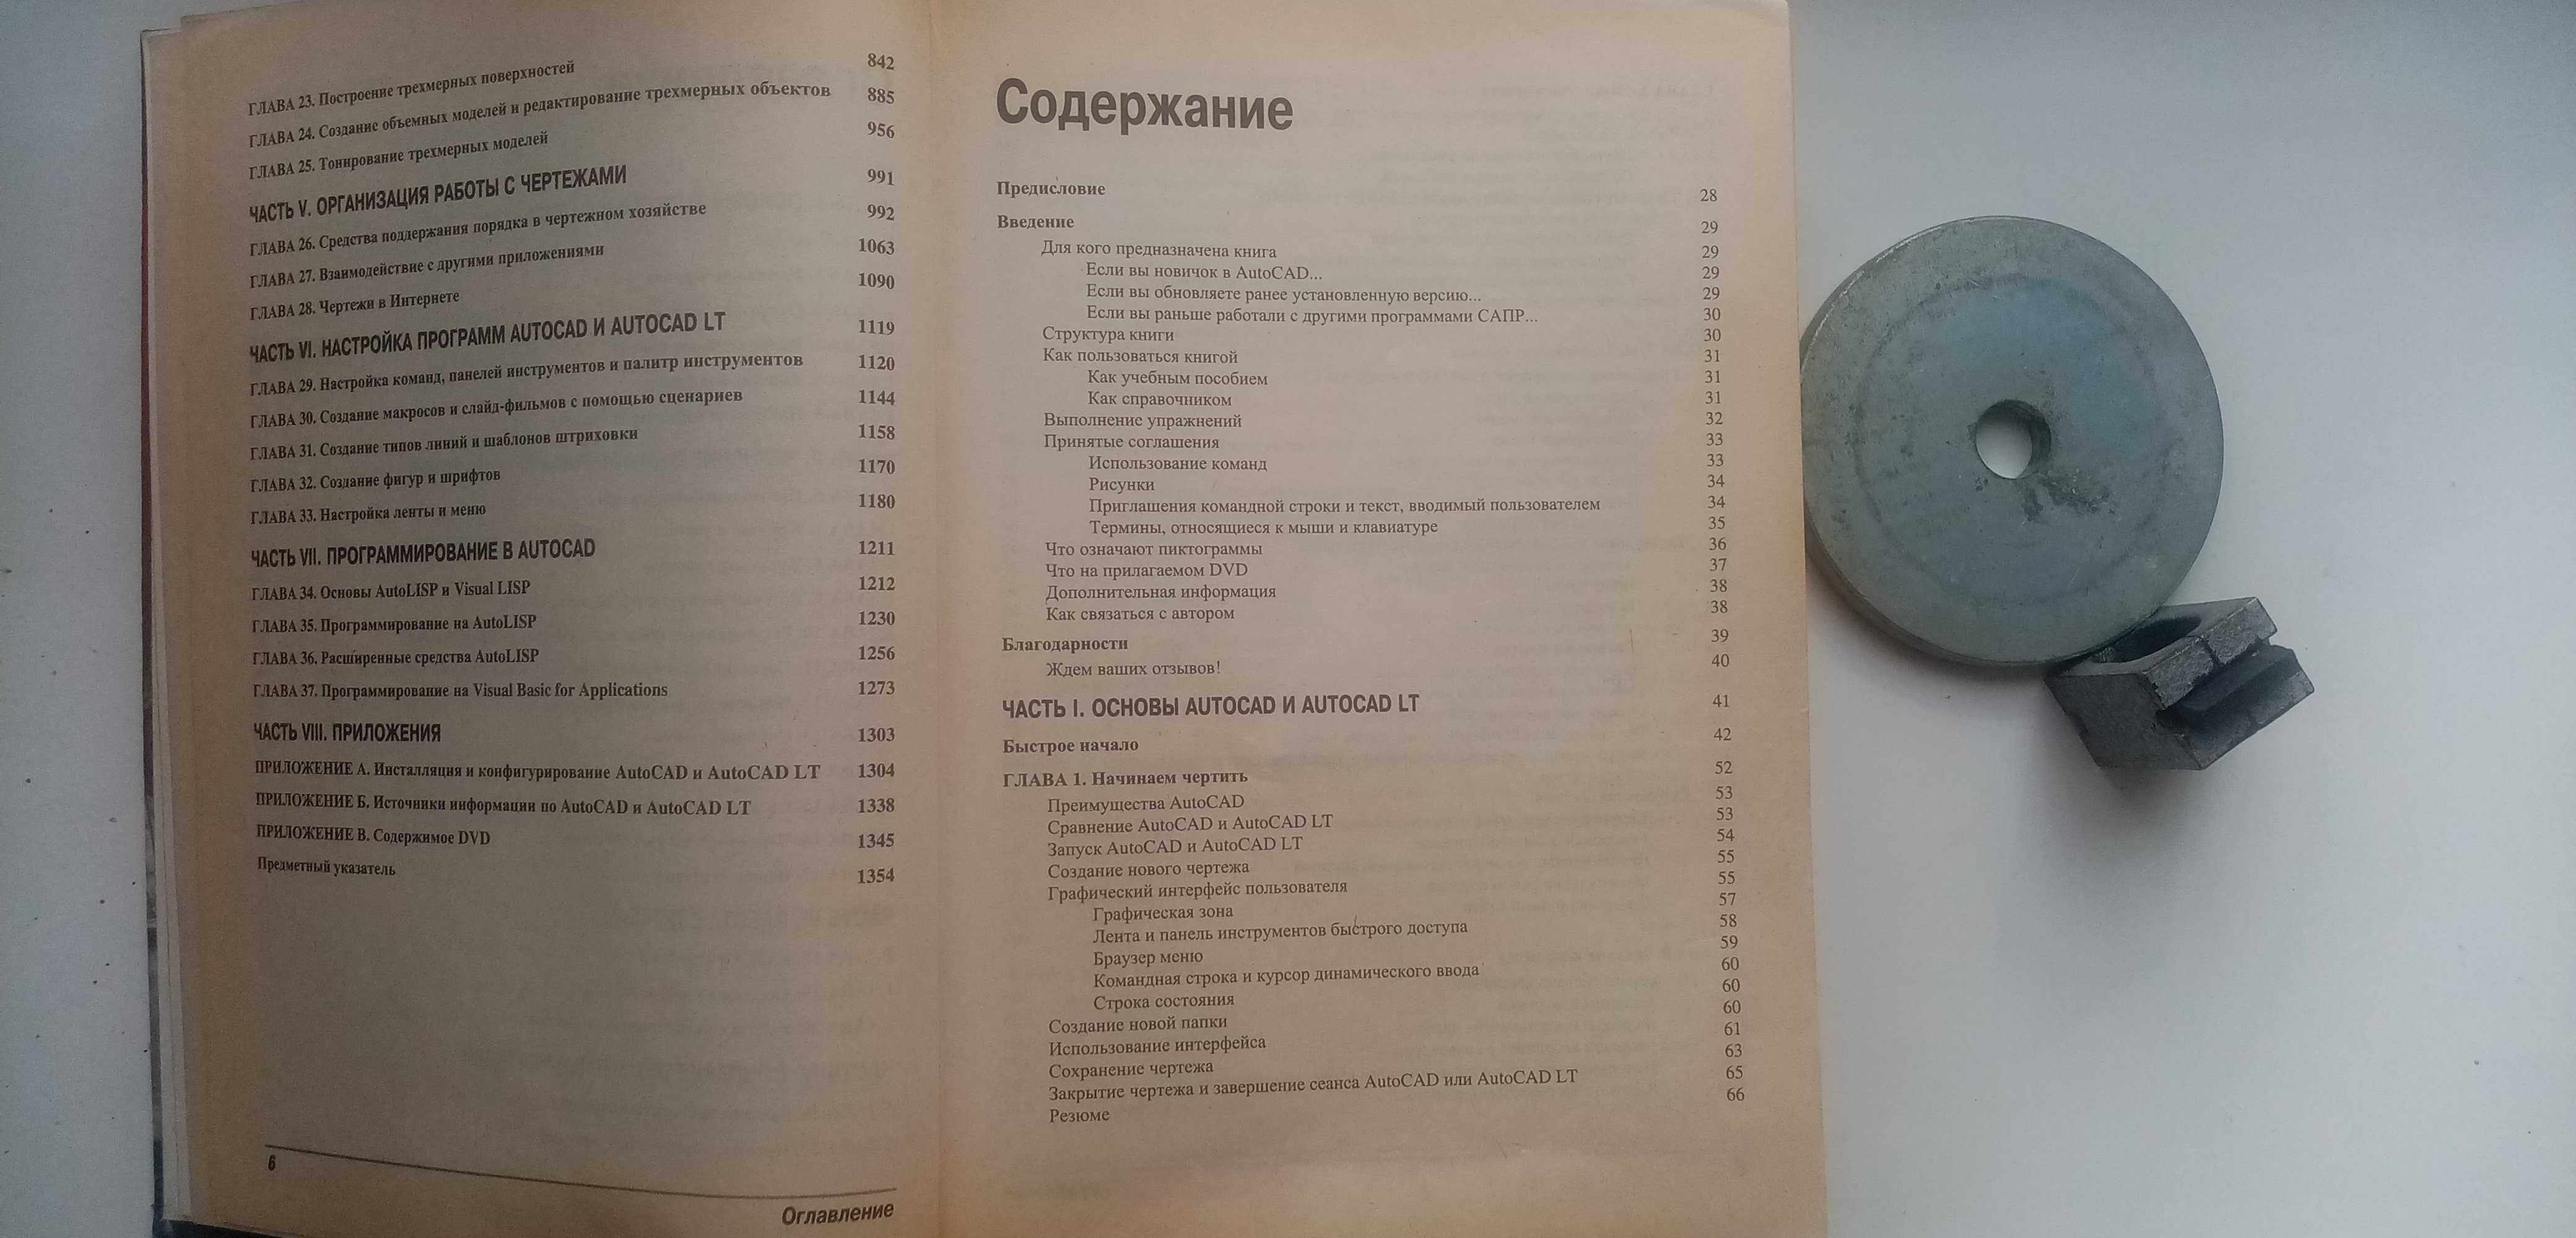 ГЛАВА 23. Построение трехмерных поверхностей 842
ГЛАВА 24. Создание объемных моделей и редактирование трехмерных объектов 885
ГЛАВА 25. Тонирование трехмерных моделей 956
ЧАСТЬ V. ОРГАНИЗАЦИЯ РАБОТЫ С ЧЕРТЕЖАМИ 991
ГЛАВА 26. Средства поддержания порядка в чертежном хозяйстве 992
ГЛАВА 27. Взаимодействие с другими приложениями 1063
ГЛАВА 28. Чертежи в Интернете 1090
ЧАСТЬ VI. НАСТРОЙКА ПРОГРАММ AUTOCAD И AUTOCAD LT 1119
ГЛАВА 29. Настройка команд, панелей инструментов и палитр инструментов 1120
ГЛАВА 30. Создание макросов и слайд-фильмов с помощью сценариев 1144
ГЛАВА 31. Создание типов линий и шаблонов штриховки 1158
ГЛАВА 32. Создание фигур и шрифтов 1170
ГЛАВА 33. Настройка ленты и меню 1180
ЧАСТЬ VII. ПРОГРАММИРОВАНИЕ В AUTOCAD 1211
ГЛАВА 34. Основы AutoLISP и Visual LISP 1212
ГЛАВА 35. Программирование на AutoLISP 1230
ГЛАВА 36. Расширенные средства AutoLISP 1256
ГЛАВА 37. Программирование на Visual Basic for Applications 1273
ЧАСТЬ VIII. ПРИЛОЖЕНИЯ 1303
ПРИЛОЖЕНИЕ А. Инсталляция и конфигурирование AutoCAD и AutoCAD LT 1304
ПРИЛОЖЕНИЕ Б. Источники информации по AutoCAD и AutoCAD LT 1338
ПРИЛОЖЕНИЕ В. Содержимое DVD 1345
Предметный указатель 1354
6
Оглавление
Содержание
Предисловие 28
Введение 29
Для кого предназначена книга 29
Если вы новичок в AutoCAD... 29
Если вы обновляете ранее установленную версию... 29
Если вы раньше работали с другими программами САПР... 30
Структура книги 30
Как пользоваться книгой 31
Как учебным пособием 31
Как справочником 31
Выполнение упражнений 32
Принятые соглашения 33
Использование команд 33
Рисунки 34
Приглашения командной строки и текст, вводимый пользователем 34
Термины, относящиеся к мыши и клавиатуре 35
Что означают пиктограммы 36
Что на прилагаемом DVD 37
Дополнительная информация 38
Как связаться с автором 38
Благодарности 39
Ждем ваших отзывов! 40
ЧАСТЬ I. ОСНОВЫ AUTOCAD И AUTOCAD LT 41
Быстрое начало 42
ГЛАВА 1. Начинаем чертить 52
Преимущества AutoCAD 53
Сравнение AutoCAD и AutoCAD LT 53
Запуск AutoCAD и AutoCAD LT 54
Создание нового чертежа 55
Графический интерфейс пользователя 55
Графическая зона 57
Лента и панель инструментов быстрого доступа 58
Браузер меню 59
Командная строка и курсор динамического ввода 60
Строка состояния 60
Создание новой папки 60
Использование интерфейса 61
Сохранение чертежа 63
Закрытие чертежа и завершение сеанса AutoCAD или AutoCAD LT 65
Резюме 66